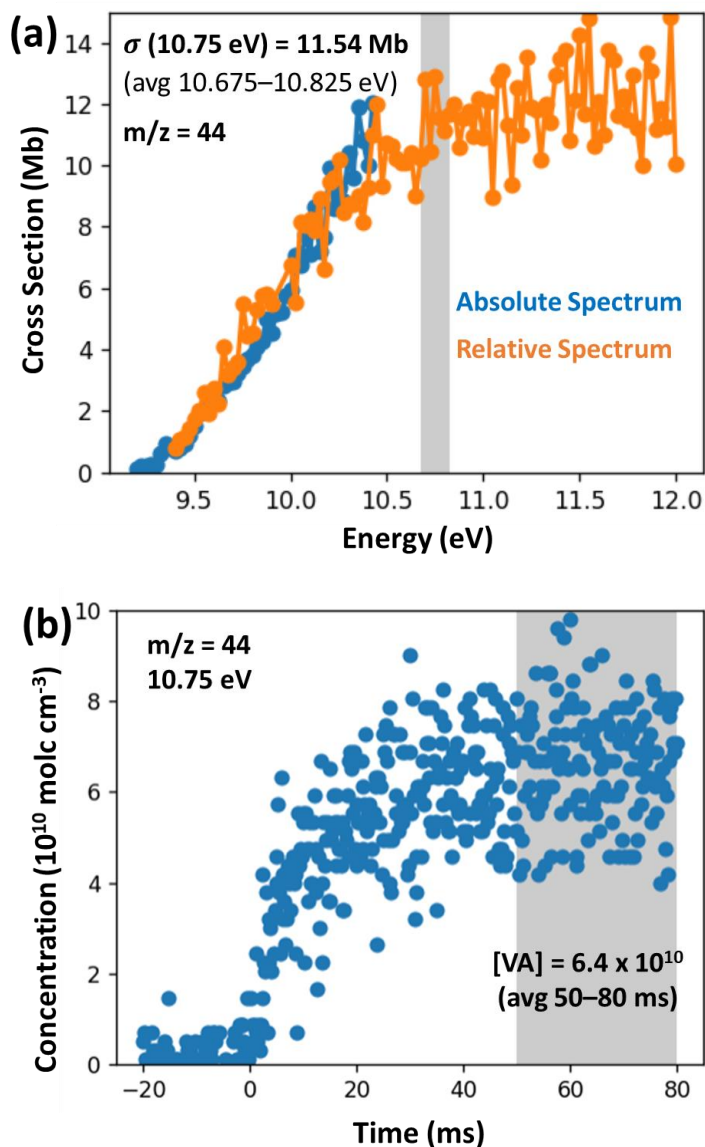 (a)
σ (10.75 eV) = 11.54 Mb
(avg 10.675–10.825 eV)
m/z = 44
Absolute Spectrum
Relative Spectrum
Cross Section (Mb)
14
12
10
8
6
4
2
0
9.5 10.0 10.5 11.0 11.5 12.0
Energy (eV)
(b)
m/z = 44
10.75 eV
[VA] = 6.4 x 10¹⁰
(avg 50–80 ms)
Concentration (10¹⁰ molc cm⁻³)
10
8
6
4
2
0
−20 0 20 40 60 80
Time (ms)